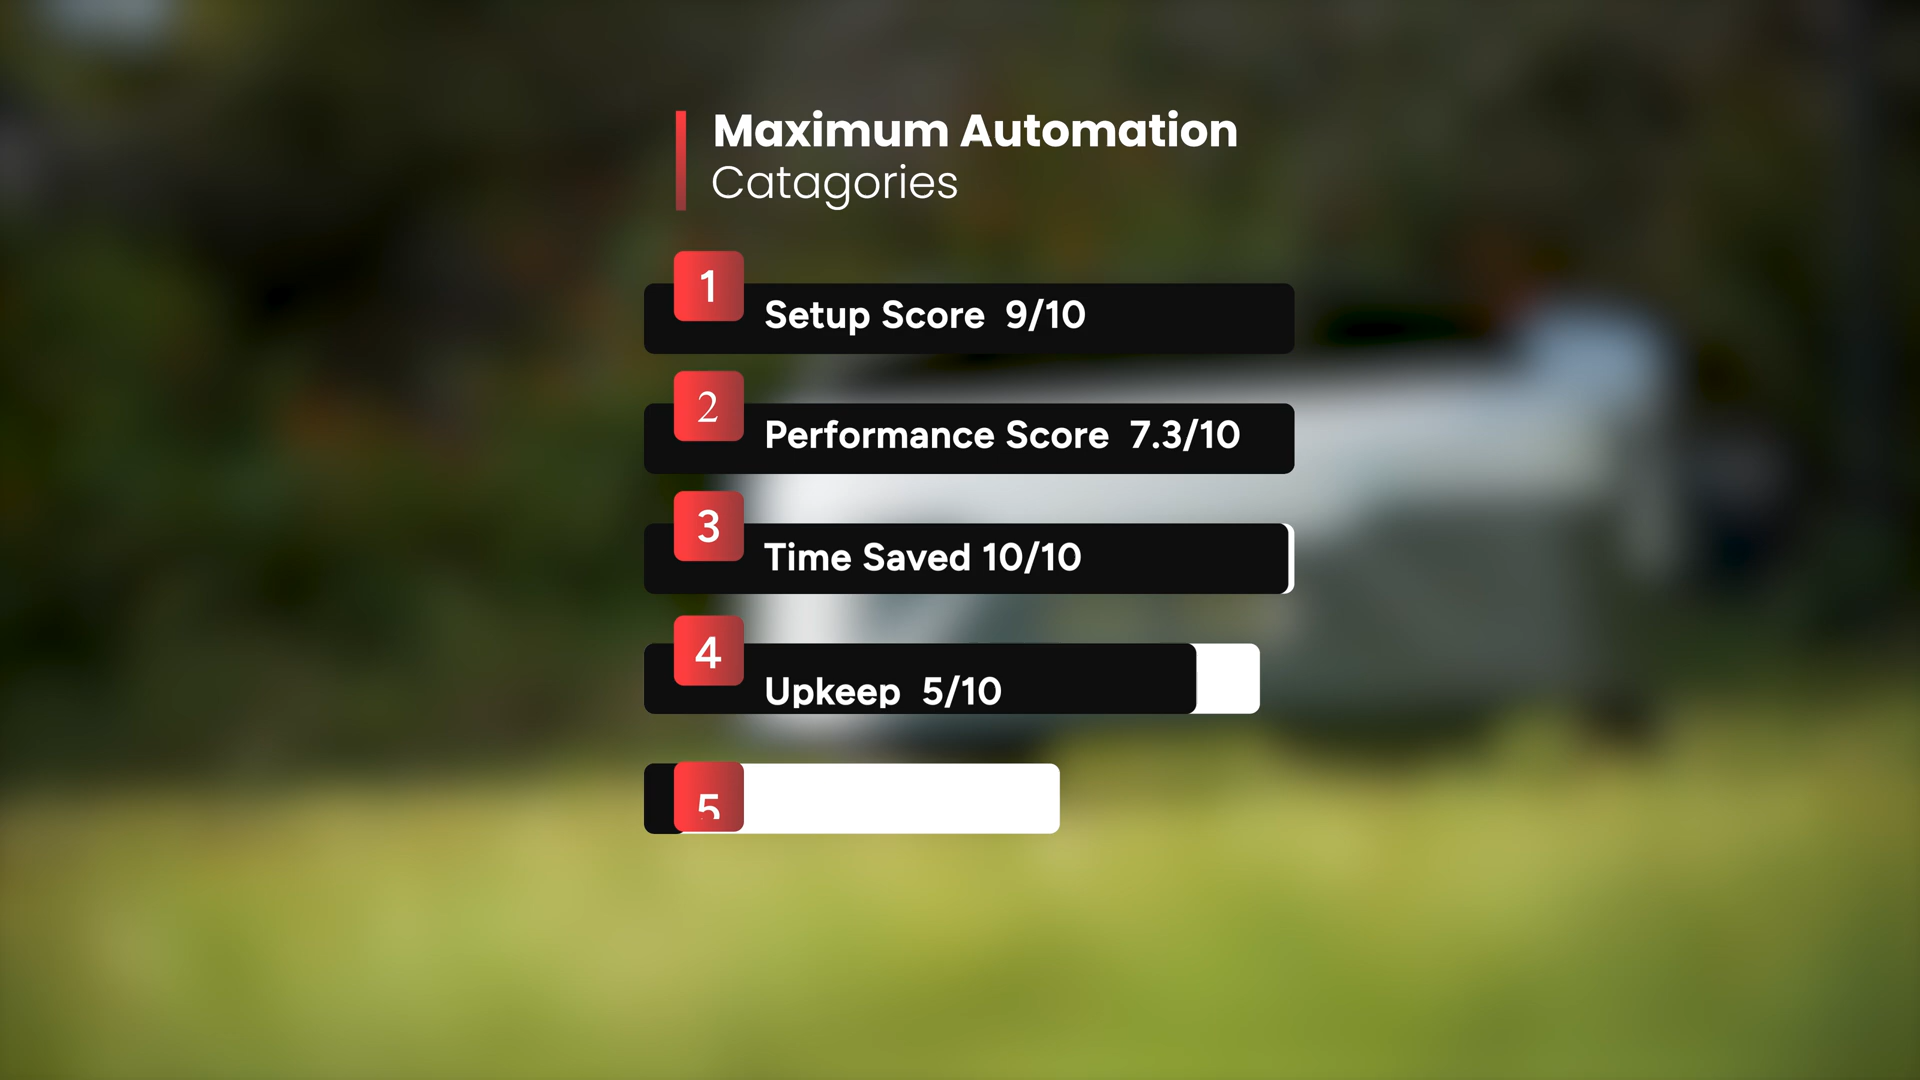 Maximum Automation
Catagories
1
Setup Score 9/10
2
Performance Score 7.3/10
3
Time Saved 10/10
4
Upkeep 5/10
5